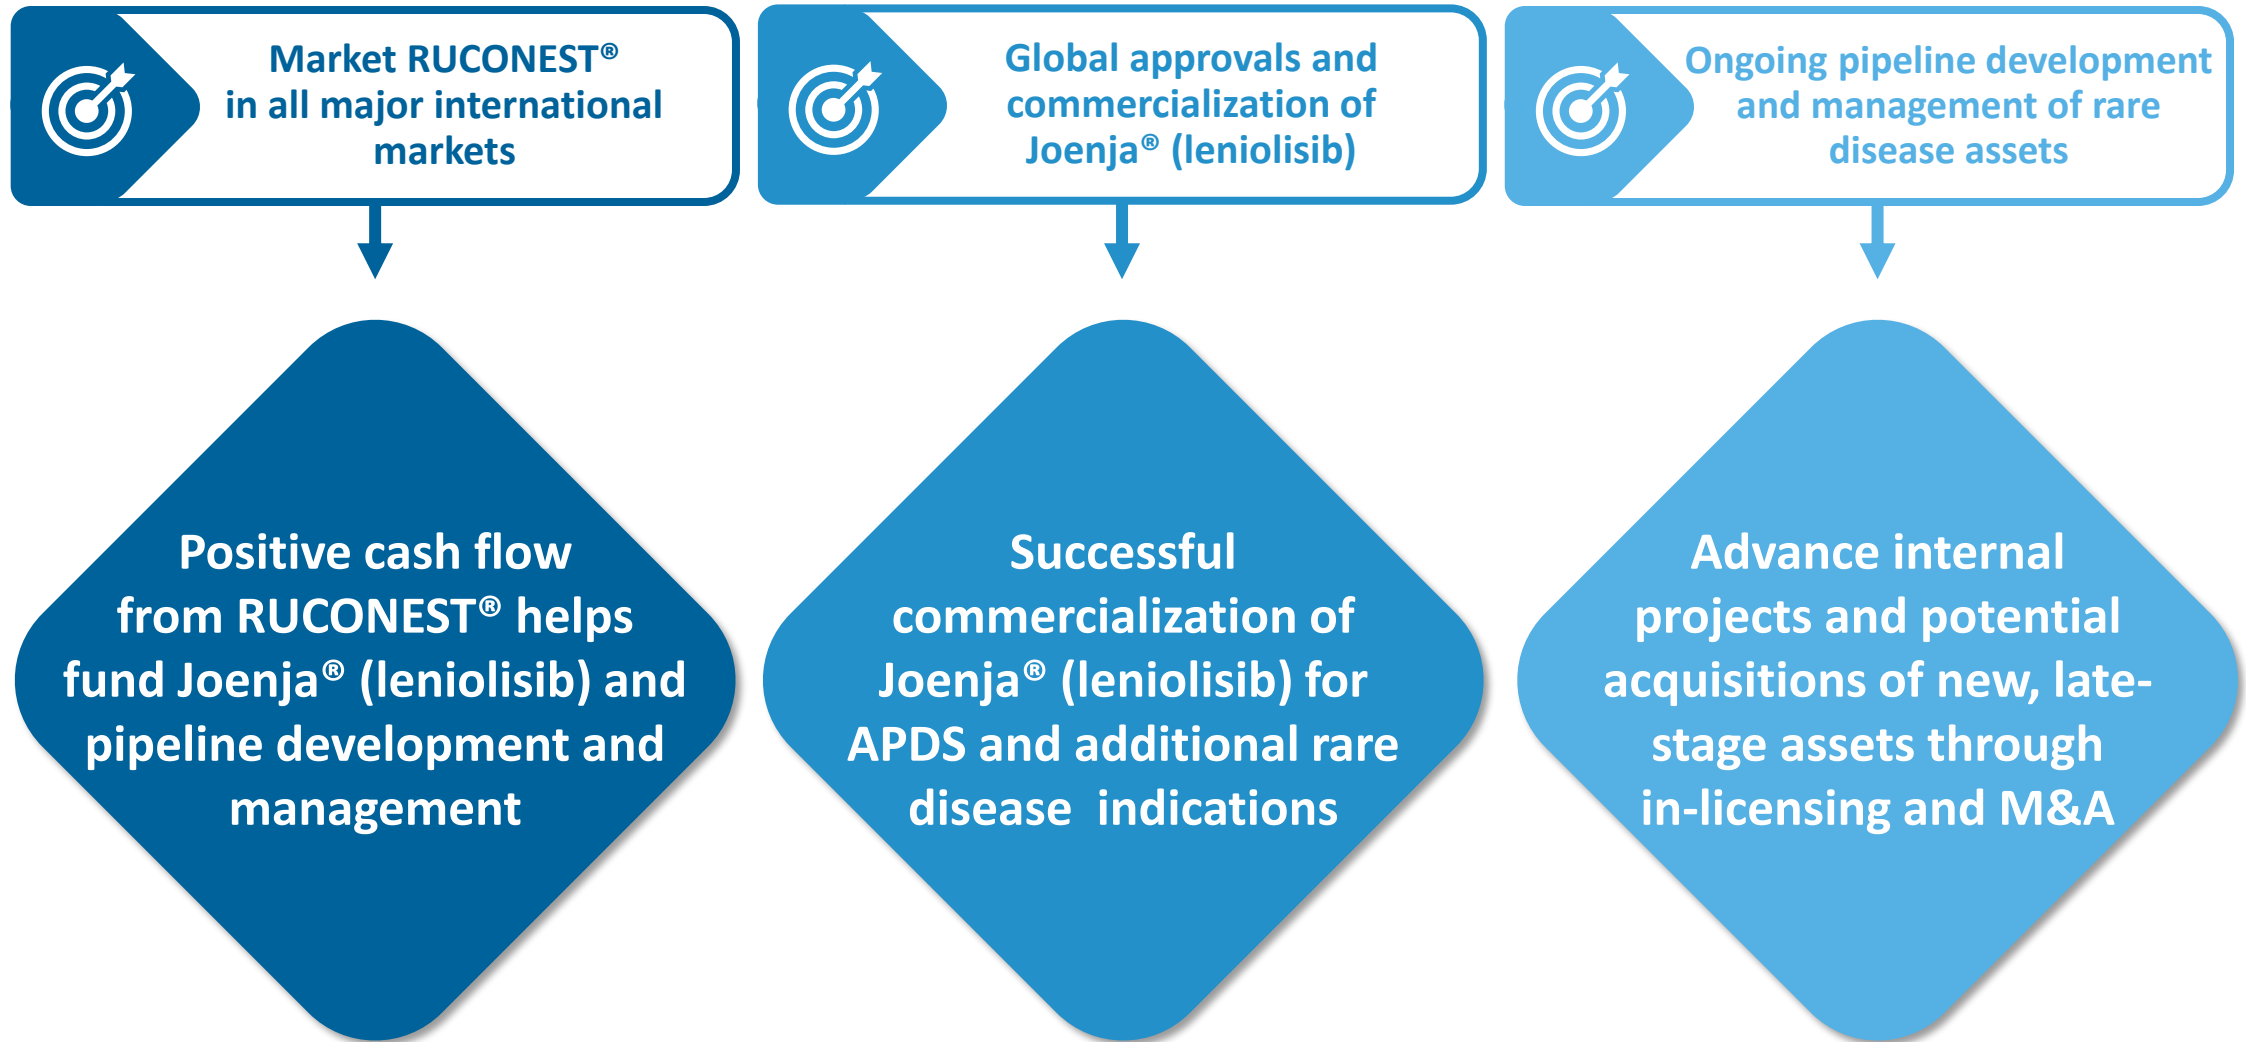 Market RUCONEST®
in all major international
markets
Global approvals and
commercialization of
Joenja® (leniolisib)
Ongoing pipeline development
and management of rare
disease assets
Positive cash flow
from RUCONEST® helps
fund Joenja® (leniolisib) and
pipeline development and
management
Successful
commercialization of
Joenja® (leniolisib) for
APDS and additional rare
disease  indications
Advance internal
projects and potential
acquisitions of new, late-
stage assets through
in-licensing and M&A